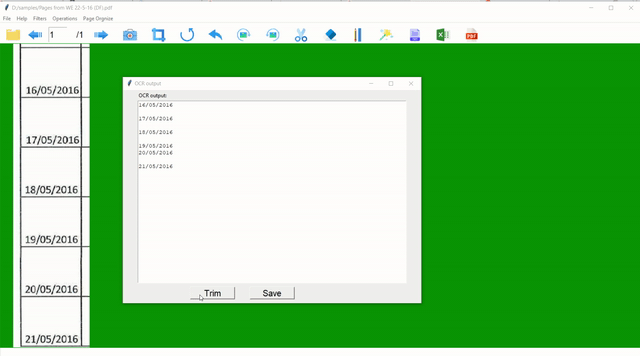 D:/samples/Pages from WE 22-5-16 (DF).pdf
File Help Filters Operations Page Orginize
1 /1
16/05/2016
17/05/2016
18/05/2016
19/05/2016
20/05/2016
21/05/2016
OCR output
OCR output:
16/05/2016
17/05/2016
18/05/2016
19/05/2016
20/05/2016
21/05/2016
Trim Save